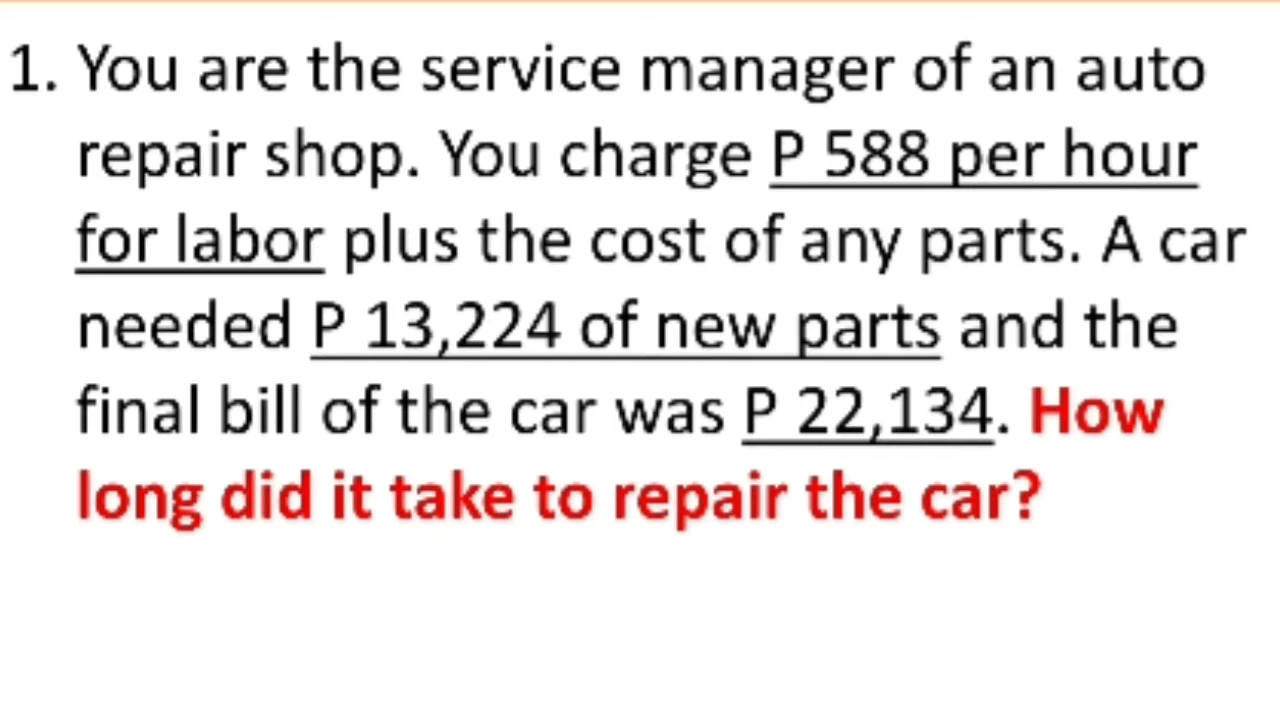 1. You are the service manager of an auto
repair shop. You charge P 588 per hour
for labor plus the cost of any parts. A car
needed P 13,224 of new parts and the
final bill of the car was P 22,134. How
long did it take to repair the car?